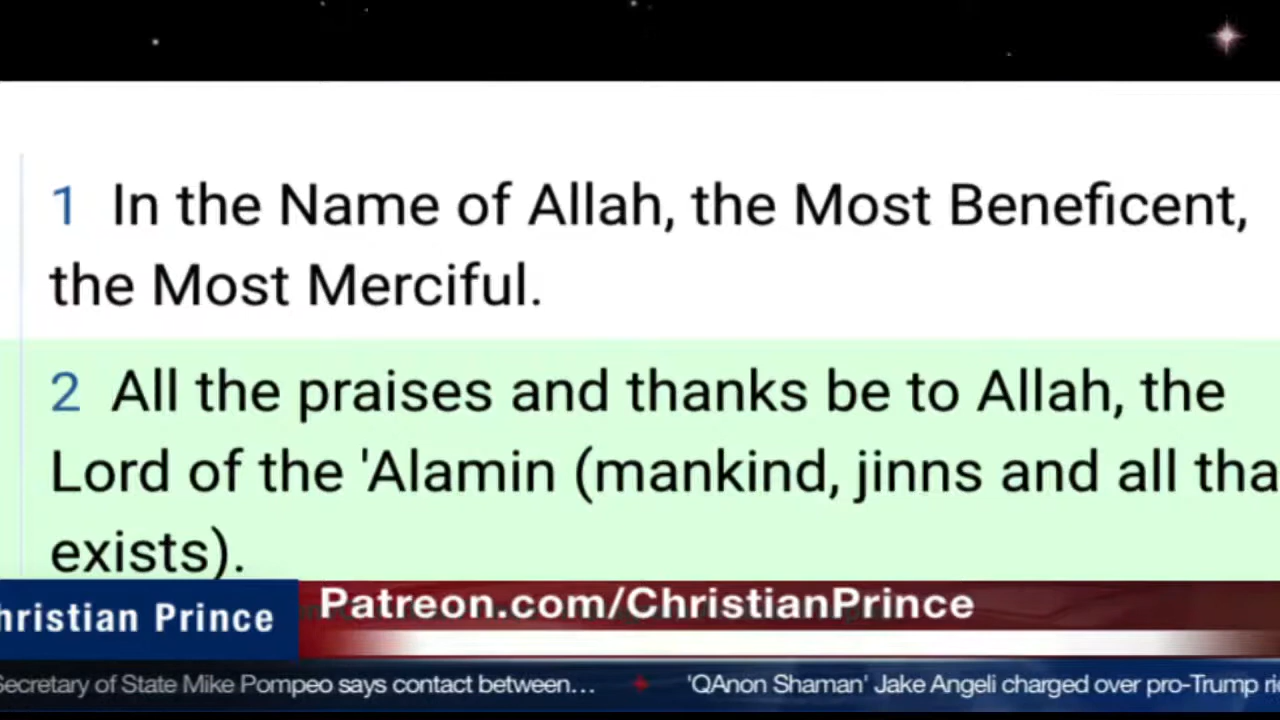 1 In the Name of Allah, the Most Beneficent,
the Most Merciful.
2 All the praises and thanks be to Allah, the
Lord of the 'Alamin (mankind, jinns and all tha
exists).
hristian Prince
Patreon.com/ChristianPrince
Secretary of State Mike Pompeo says contact between... 'QAnon Shaman' Jake Angeli charged over pro-Trump ri